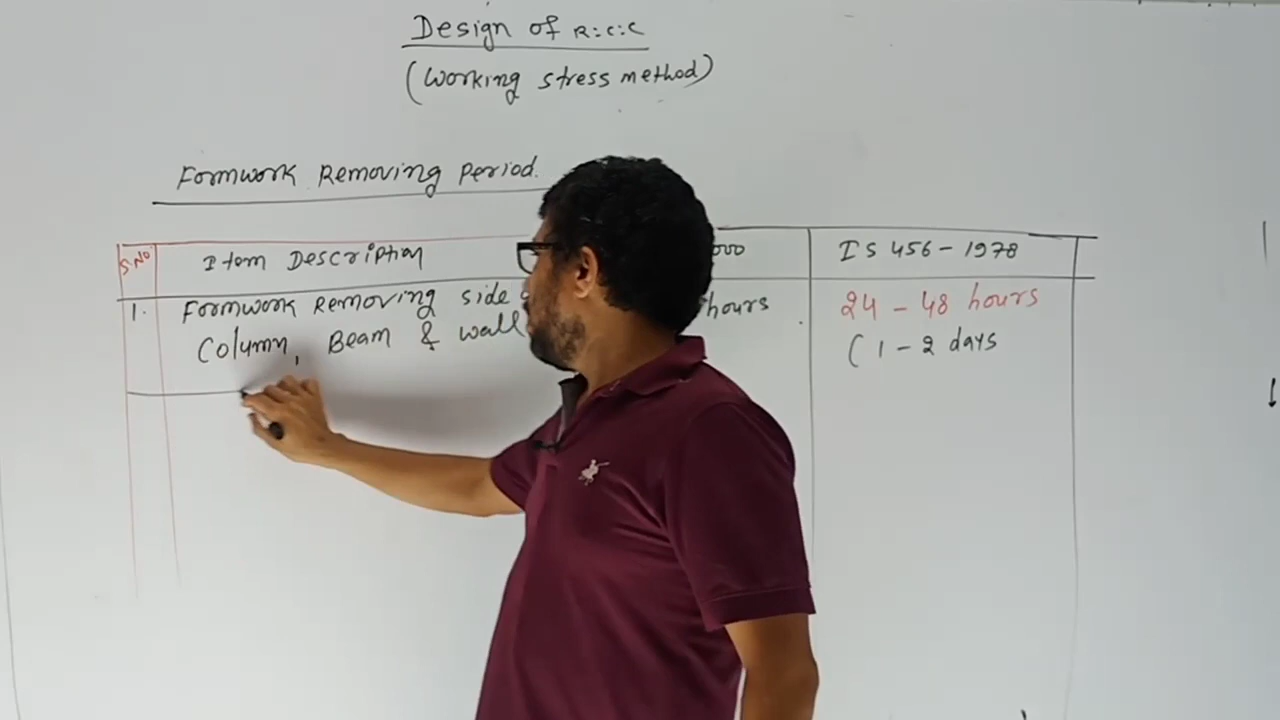 Design of R:C:C
(Working stress method)
Formwork Removing Period.
S.No Item Description 000 IS 456 - 1978
1. Formwork Removing side hours 24 - 48 hours
Column, Beam & wall ( 1 - 2 days